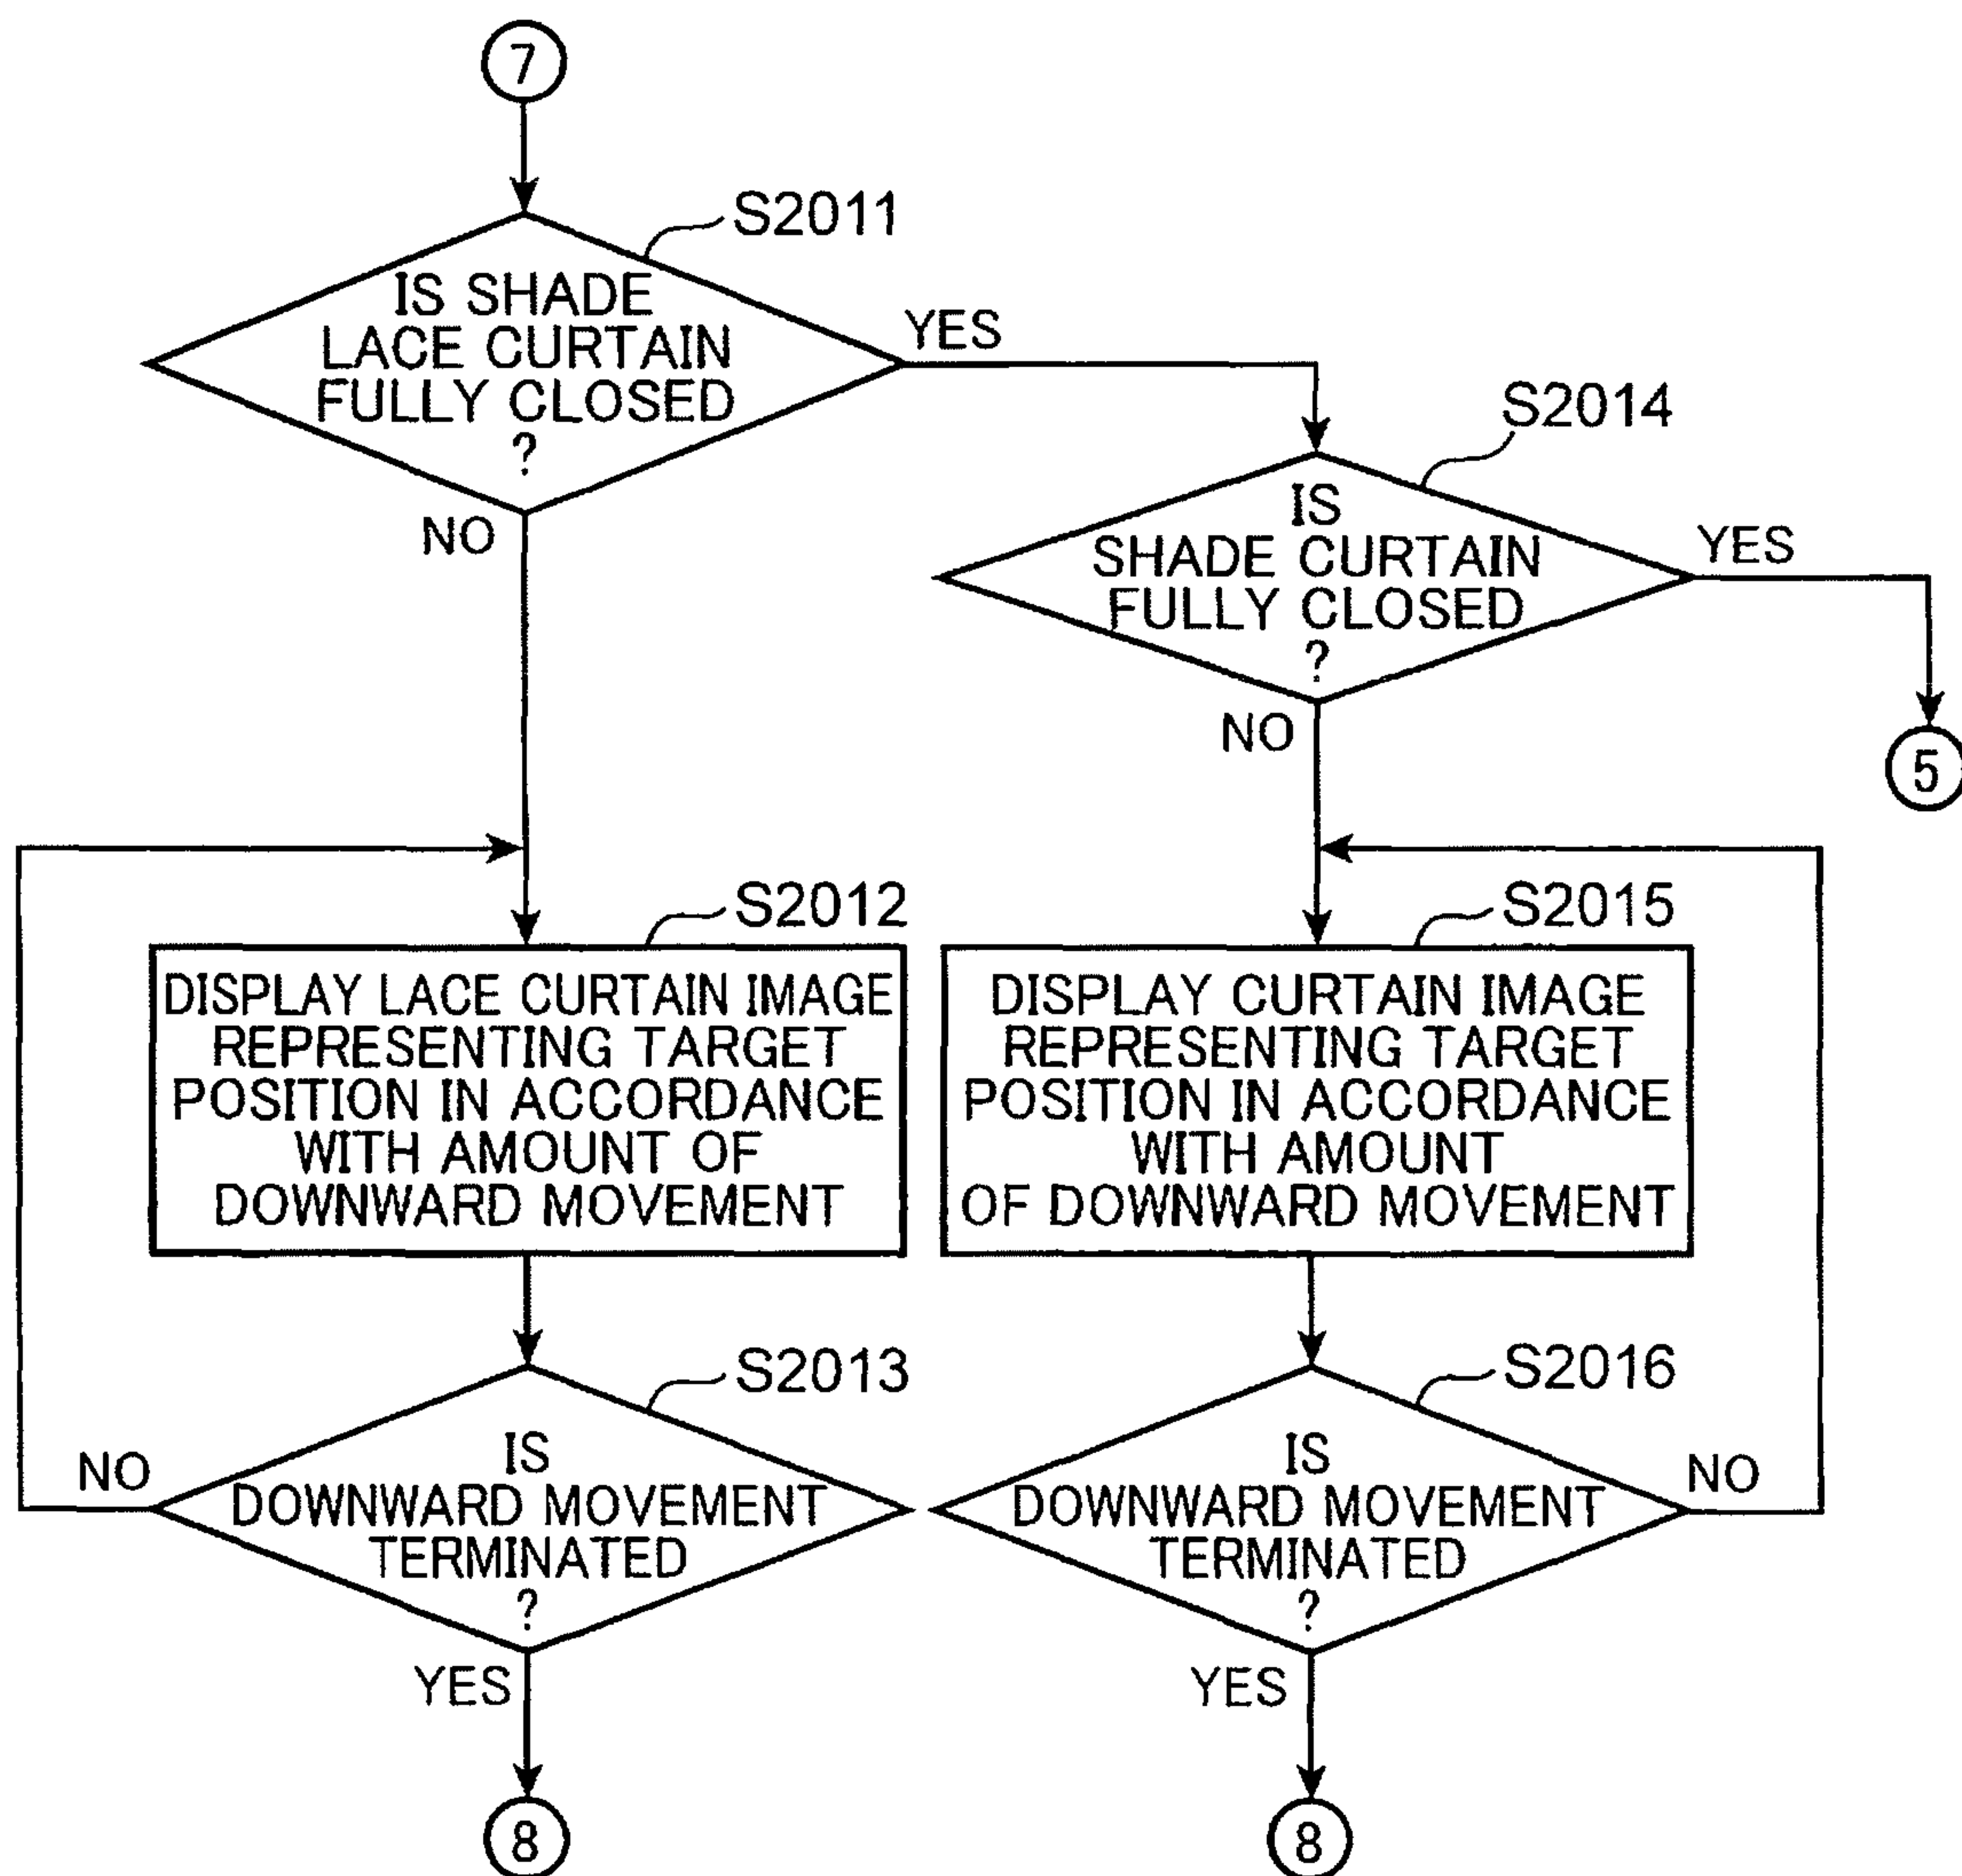 7
S2011
IS SHADE
LACE CURTAIN
FULLY CLOSED
?
YES
NO
S2014
IS
SHADE CURTAIN
FULLY CLOSED
?
YES
NO
5
S2012
DISPLAY LACE CURTAIN IMAGE
REPRESENTING TARGET
POSITION IN ACCORDANCE
WITH AMOUNT OF
DOWNWARD MOVEMENT
S2015
DISPLAY CURTAIN IMAGE
REPRESENTING TARGET
POSITION IN ACCORDANCE
WITH AMOUNT
OF DOWNWARD MOVEMENT
S2013
IS
DOWNWARD MOVEMENT
TERMINATED
?
NO
YES
8
S2016
IS
DOWNWARD MOVEMENT
TERMINATED
?
NO
YES
8